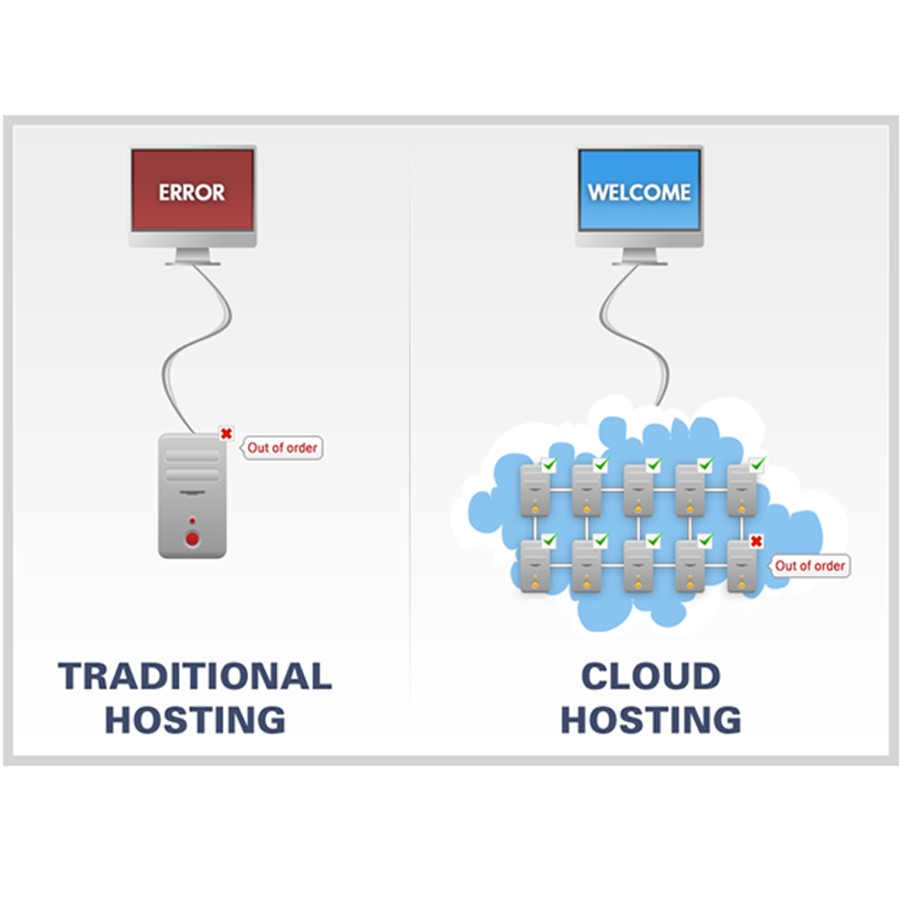 ERROR
Out of order
TRADITIONAL
HOSTING
WELCOME
Out of order
CLOUD
HOSTING